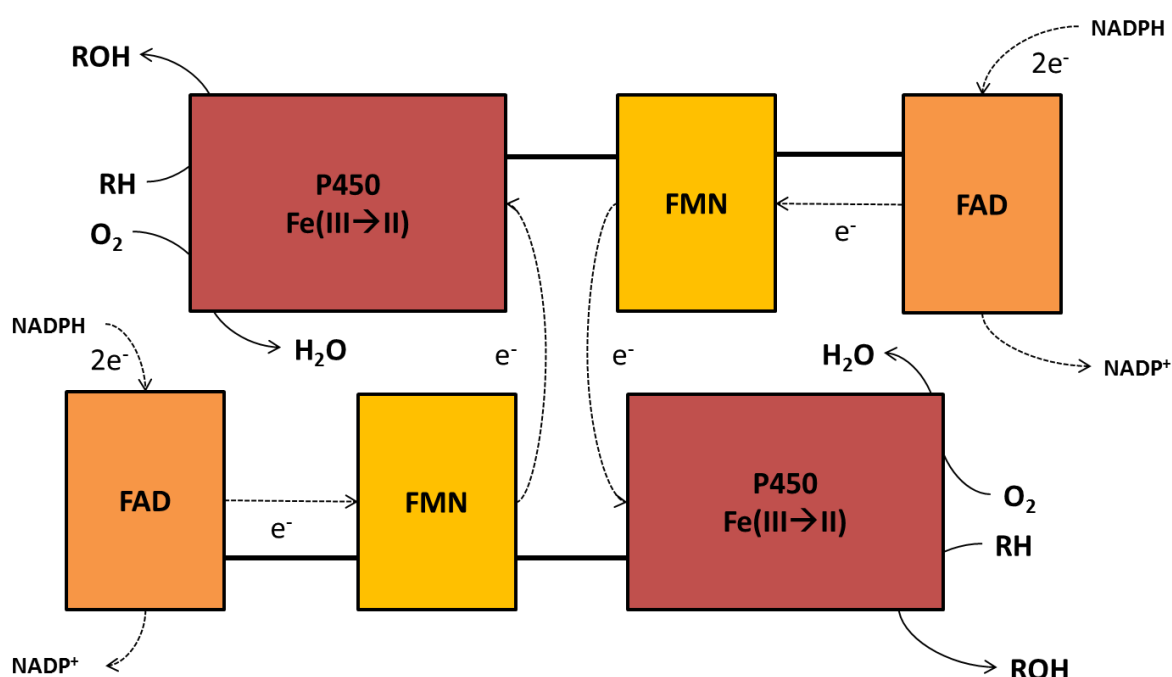 NADPH
ROH
2e⁻
P450
Fe(III→II)
FMN
FAD
RH
O₂
e⁻
NADPH
2e⁻
H₂O
e⁻
e⁻
H₂O
NADP⁺
FAD
FMN
P450
Fe(III→II)
e⁻
O₂
RH
NADP⁺
ROH